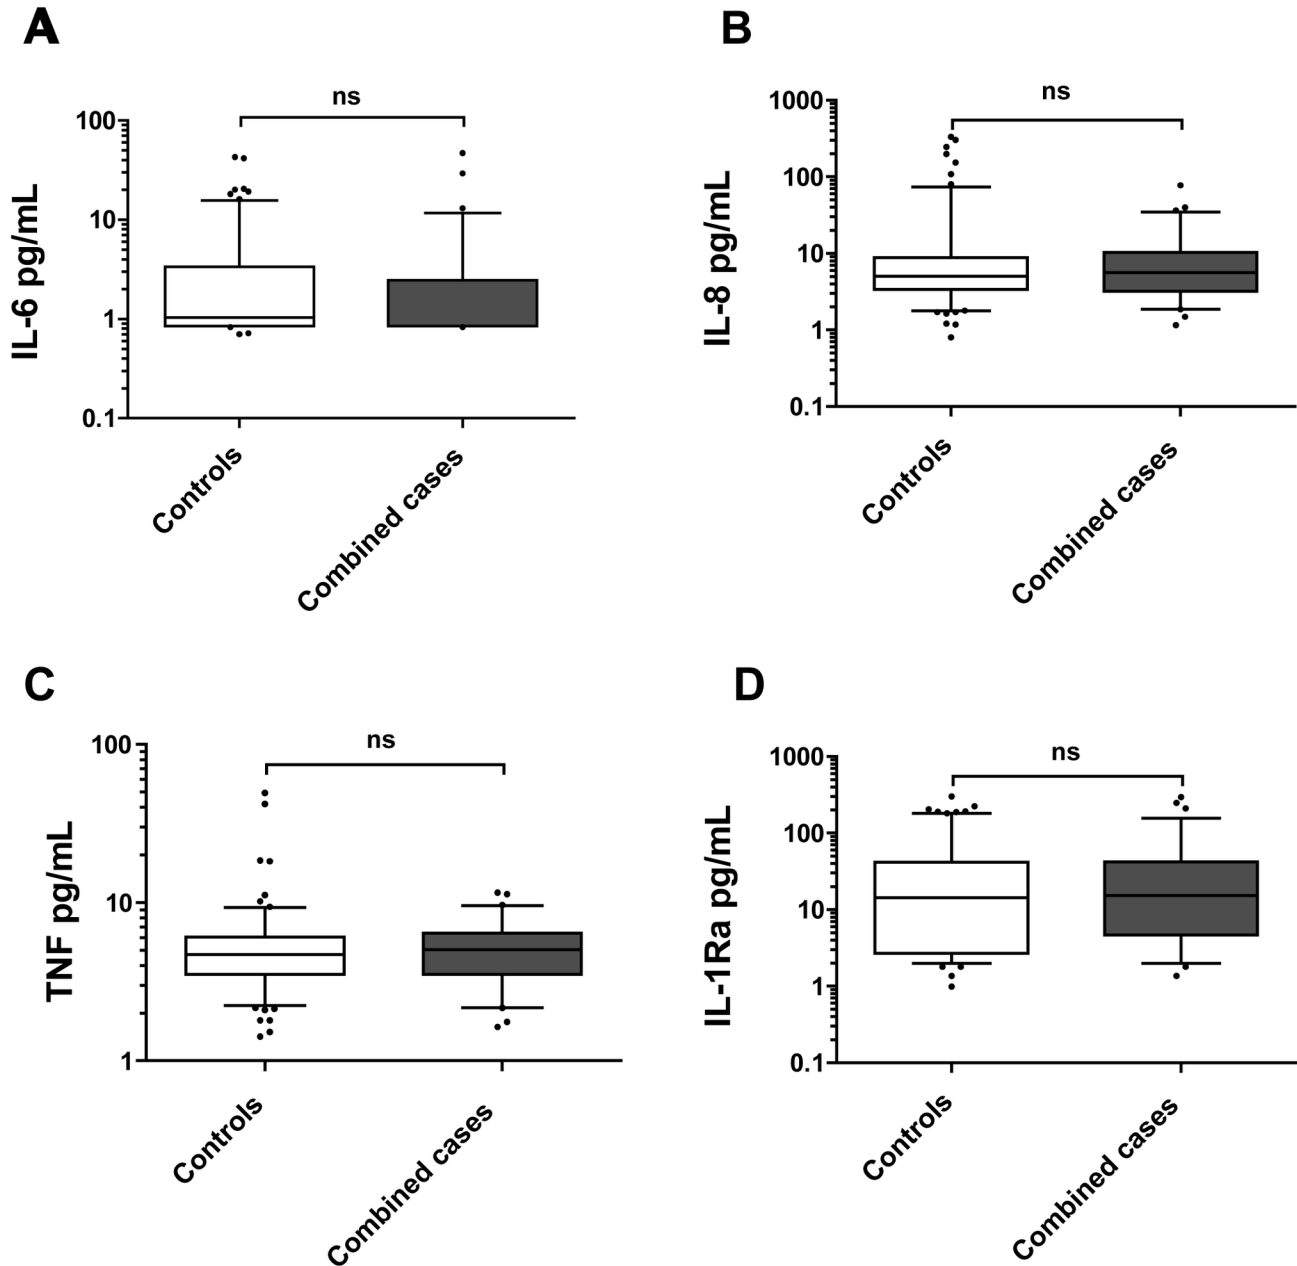 A
IL-6 pg/mL
100
10
1
0.1
ns
Controls
Combined cases
B
IL-8 pg/mL
1000
100
10
1
0.1
ns
Controls
Combined cases
C
TNF pg/mL
100
10
1
ns
Controls
Combined cases
D
IL-1Ra pg/mL
1000
100
10
1
0.1
ns
Controls
Combined cases